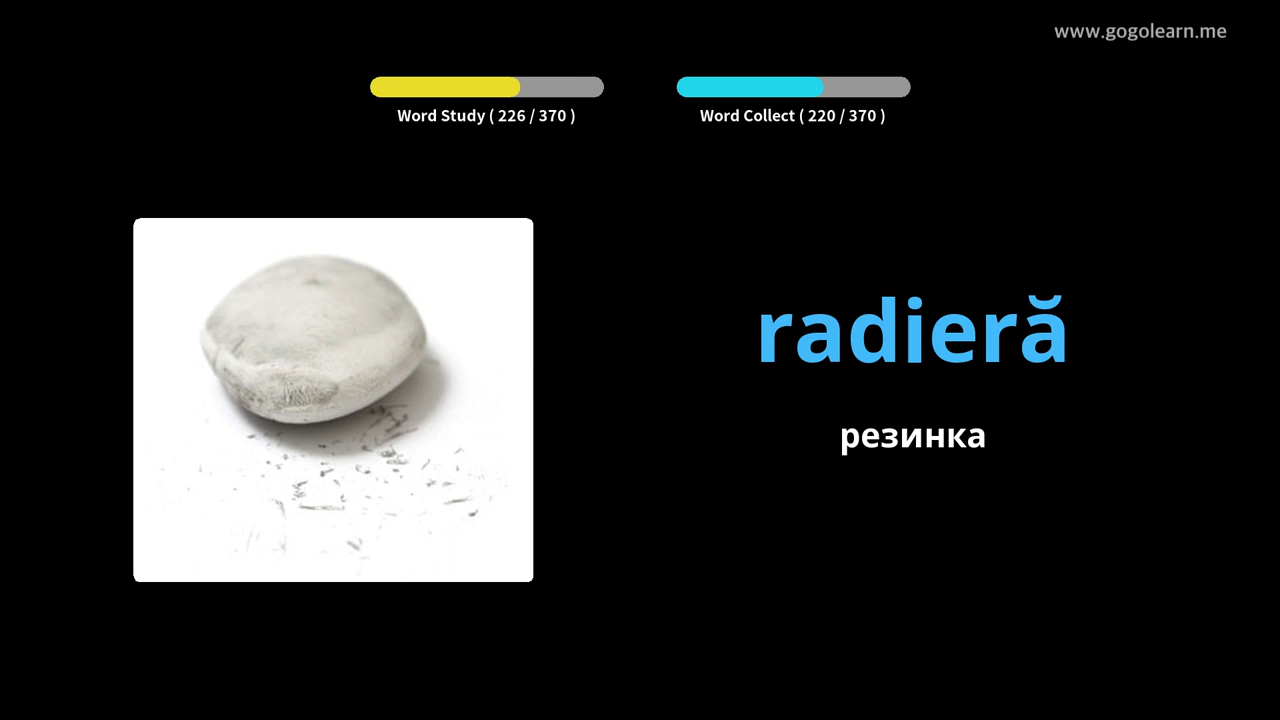 www.gogolearn.me
Word Study ( 226 / 370 )
Word Collect ( 220 / 370 )
radieră
резинка